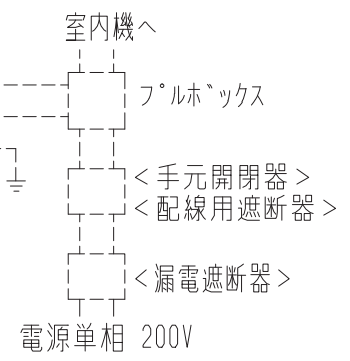 室内機へ
プルボックス
<手元開閉器>
<配線用遮断器>
<漏電遮断器>
電源単相 200V